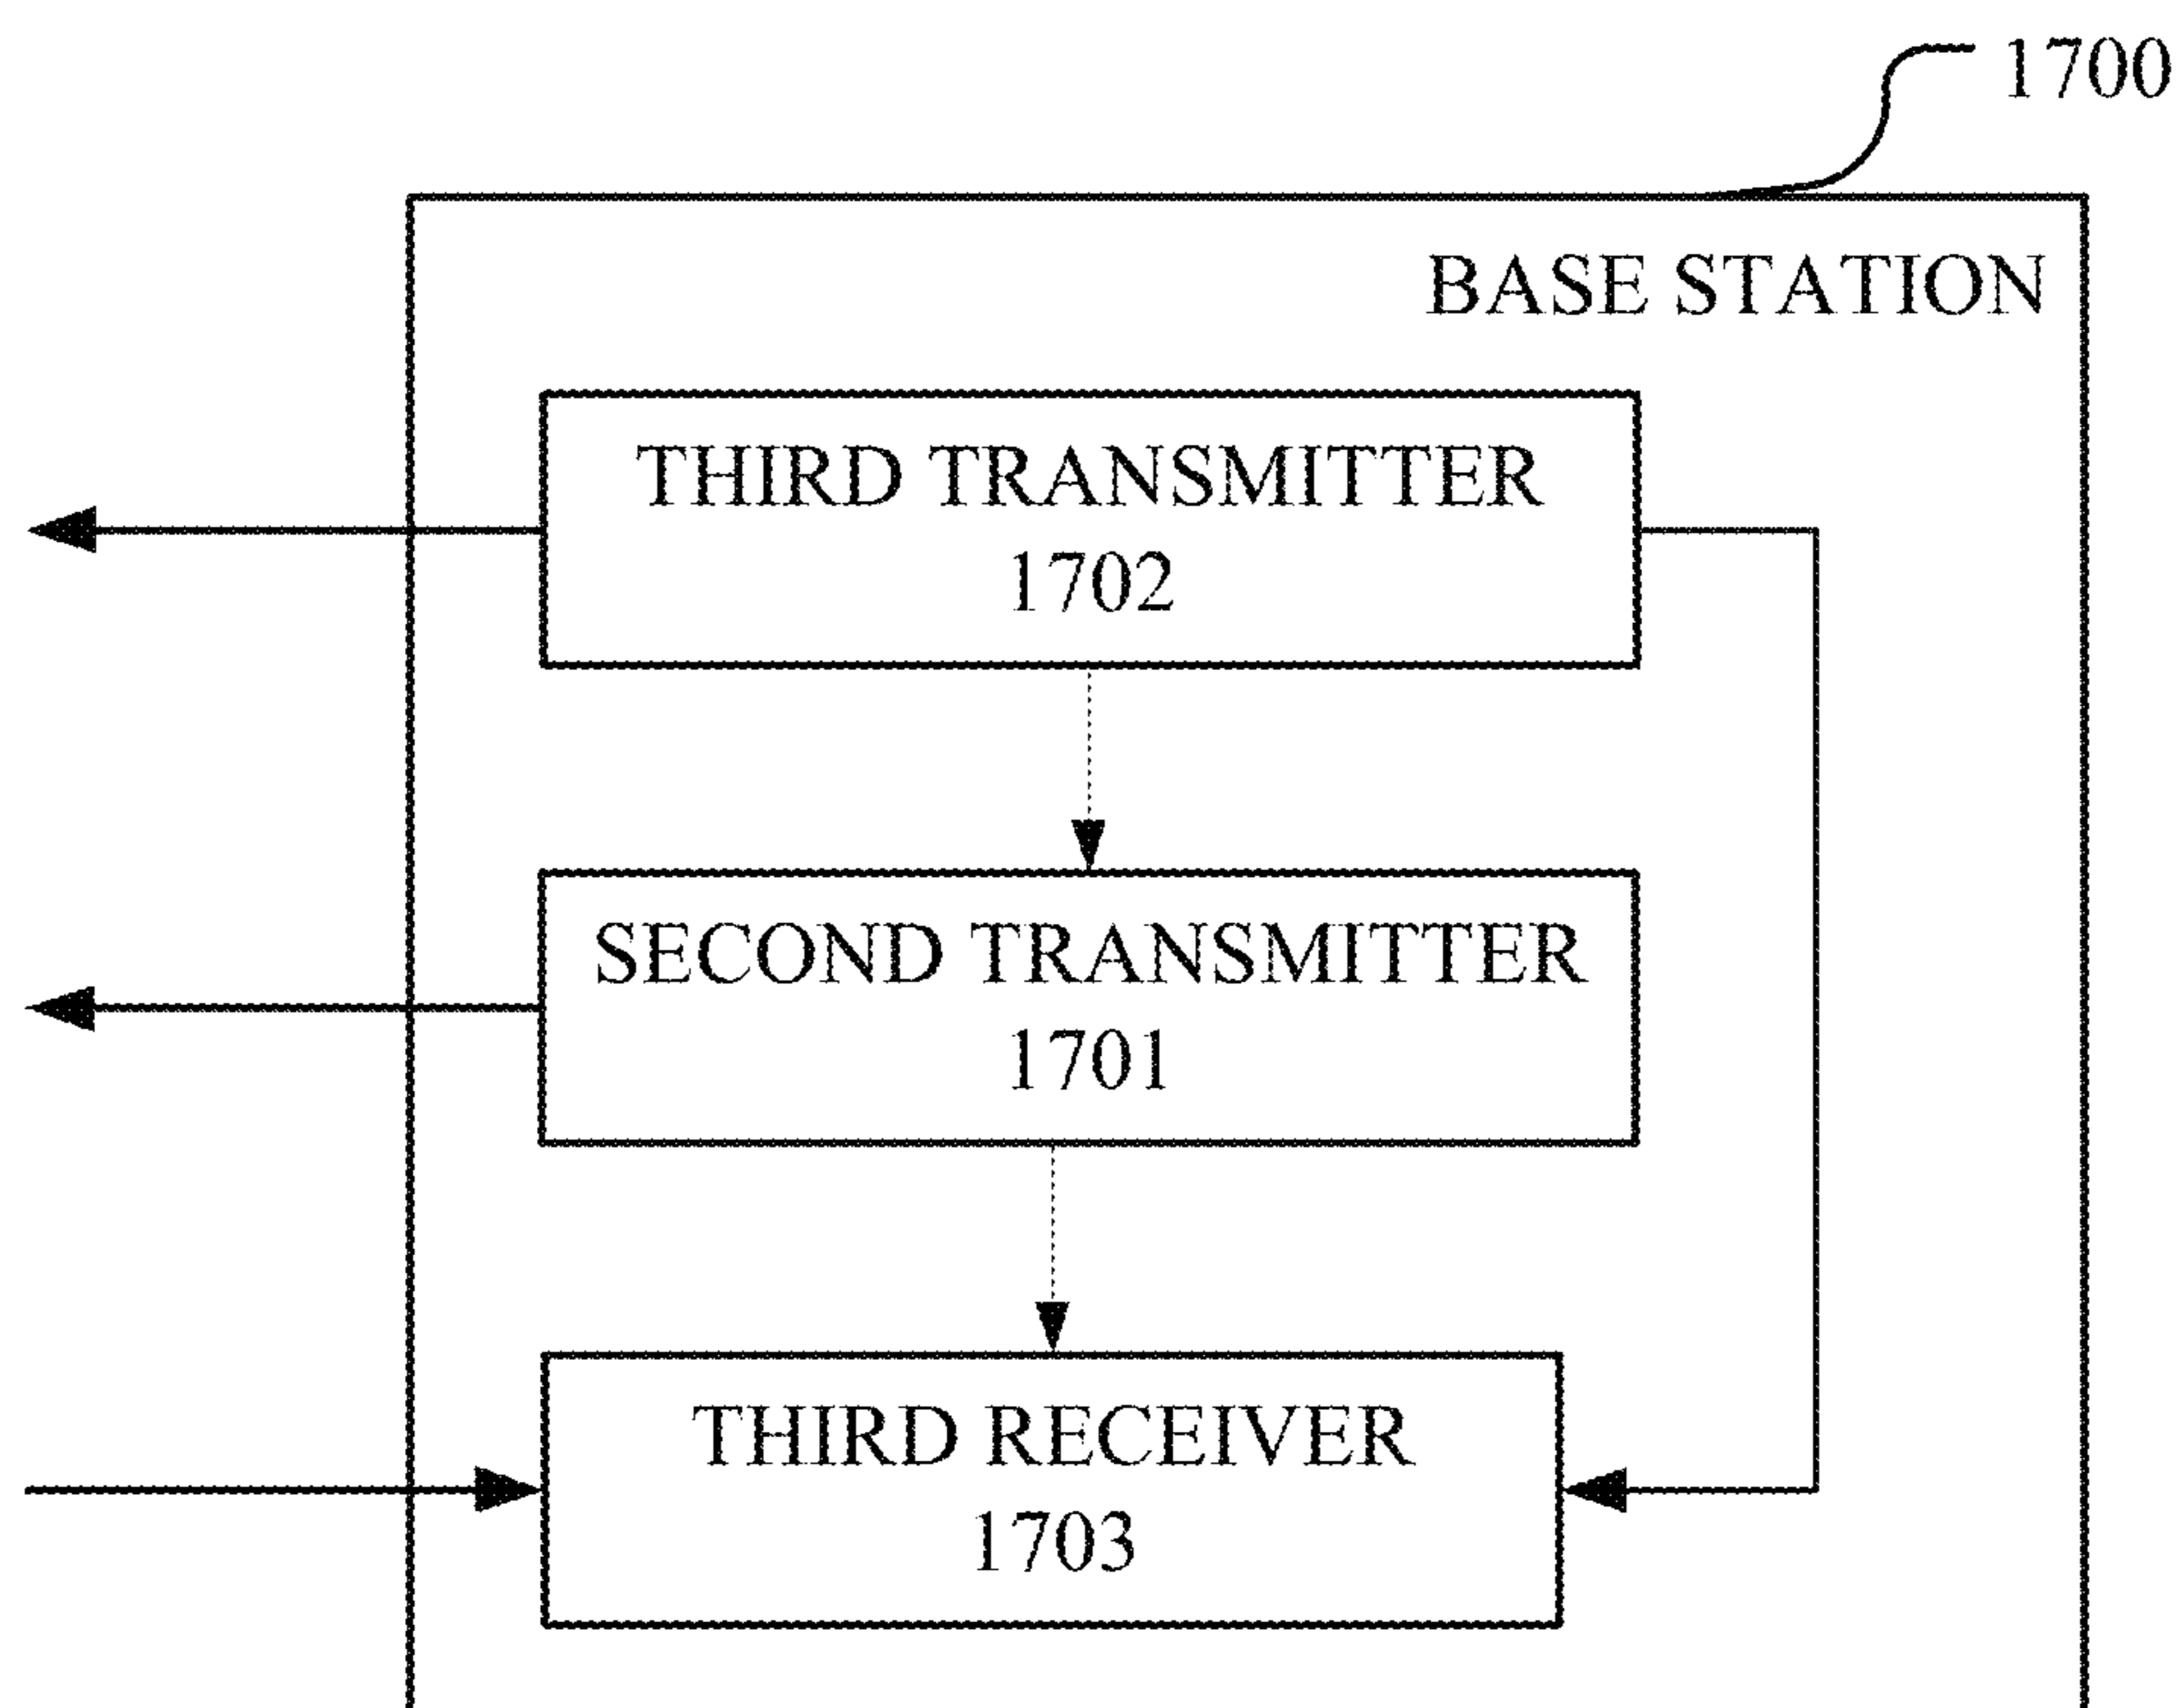 1700
BASE STATION
THIRD TRANSMITTER
1702
SECOND TRANSMITTER
1701
THIRD RECEIVER
1703